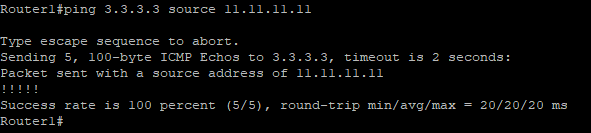 Router1#ping 3.3.3.3 source 11.11.11.11
Type escape sequence to abort.
Sending 5, 100-byte ICMP Echos to 3.3.3.3, timeout is 2 seconds:
Packet sent with a source address of 11.11.11.11
!!!!!
Success rate is 100 percent (5/5), round-trip min/avg/max = 20/20/20 ms
Router1#